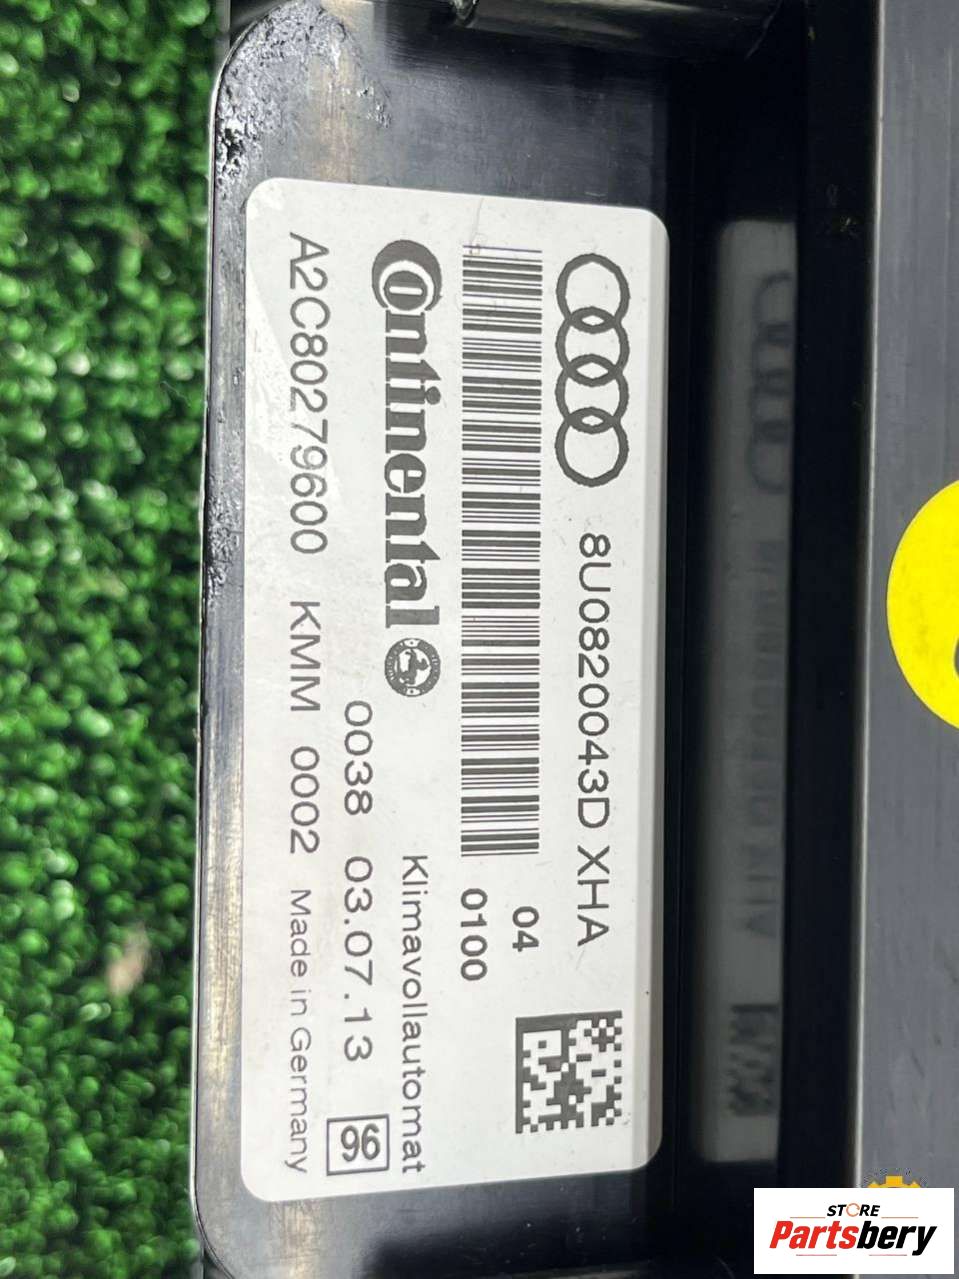 8U0820043D XHA
04
0100
Continental
Klimavollautomat
0038 03.07.13
96
A2C80279600 KMM 0002 Made in Germany
STORE
Partsbery